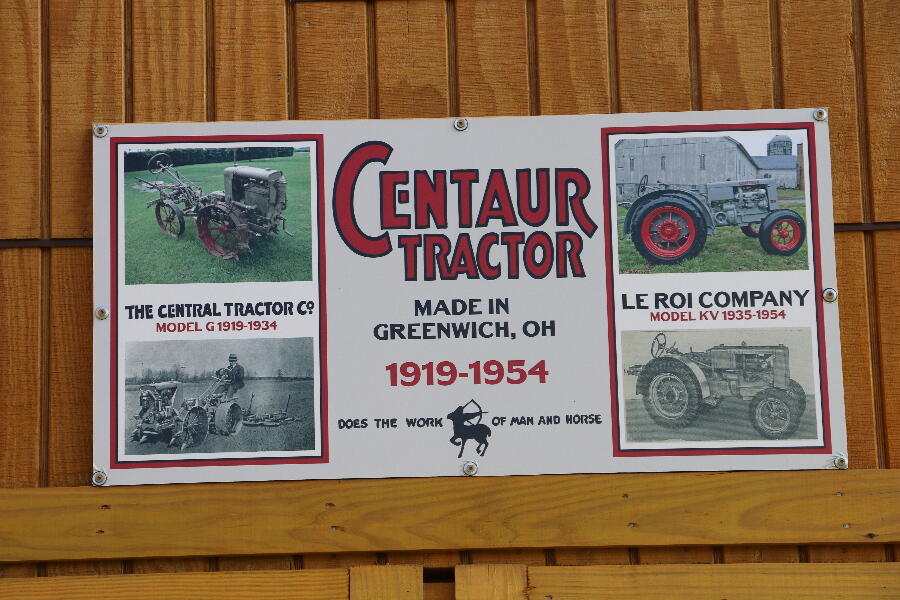 CENTAUR
TRACTOR
MADE IN
GREENWICH, OH
1919-1954
DOES THE WORK OF MAN AND HORSE
THE CENTRAL TRACTOR CO
MODEL G 1919-1934
LE ROI COMPANY
MODEL KV 1935-1954